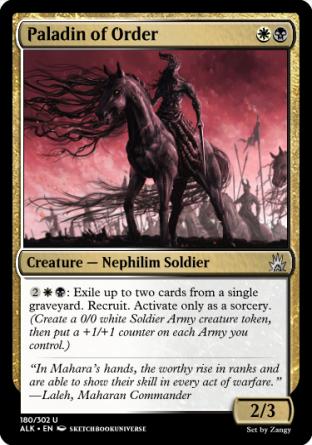 Paladin of Order
Creature — Nephilim Soldier
2: Exile up to two cards from a single
graveyard. Recruit. Activate only as a sorcery.
(Create a 0/0 white Soldier Army creature token,
then put a +1/+1 counter on each Army you
control.)
“In Mahara’s hands, the worthy rise in ranks and
are able to show their skill in every act of warfare.”
—Laleh, Maharan Commander
2/3
180/302 U
ALK • EN SKETCHBOOKUNIVERSE
Set by Zangy